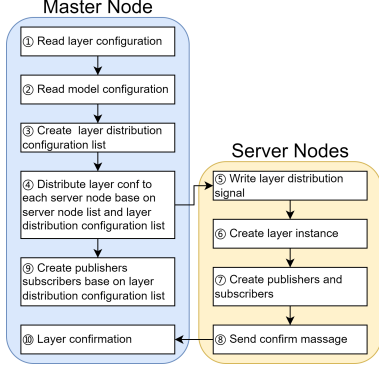 Master Node
① Read layer configuration
② Read model configuration
③ Create layer distribution
configuration list
④ Distribute layer conf to
each server node base on
server node list and layer
distribution configuration list
⑨ Create publishers
subscribers base on layer
distribution configuration list
⑩ Layer confirmation
Server Nodes
⑤ Write layer distribution
signal
⑥ Create layer instance
⑦ Create publishers and
subscribers
⑧ Send confirm massage